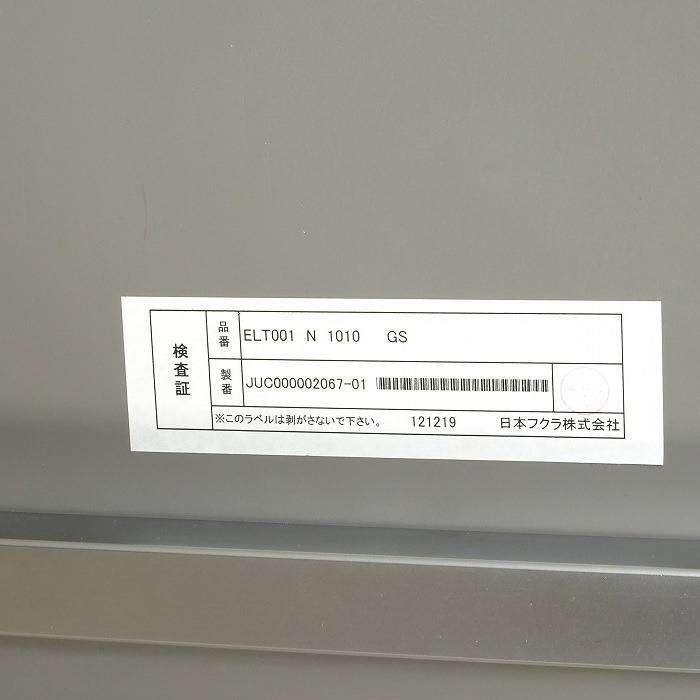 検査証
品番 ELT001 N 1010 GS
製番 JUC000002067-01
※このラベルは剥がさないで下さい。 121219 日本フクラ株式会社